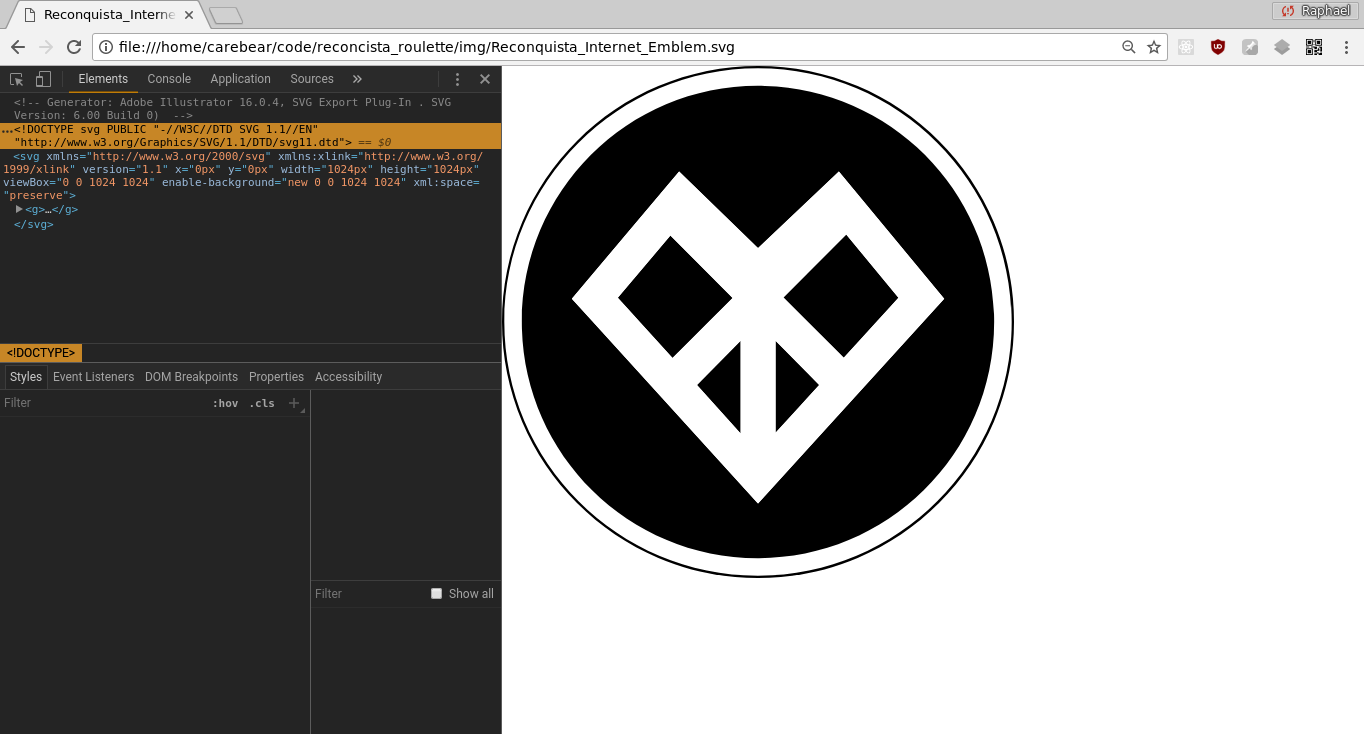 Reconquista_Interne
Raphael
file:///home/carebear/code/reconcista_roulette/img/Reconquista_Internet_Emblem.svg
UO
Elements Console Application Sources »
<!-- Generator: Adobe Illustrator 16.0.4, SVG Export Plug-In . SVG
Version: 6.00 Build 0)  -->
…<!DOCTYPE svg PUBLIC "-//W3C//DTD SVG 1.1//EN"
"http://www.w3.org/Graphics/SVG/1.1/DTD/svg11.dtd"> == $0
<svg xmlns="http://www.w3.org/2000/svg" xmlns:xlink="http://www.w3.org/
1999/xlink" version="1.1" x="0px" y="0px" width="1024px" height="1024px"
viewBox="0 0 1024 1024" enable-background="new 0 0 1024 1024" xml:space=
"preserve">
<g>…</g>
</svg>
<!DOCTYPE>
Styles Event Listeners DOM Breakpoints Properties Accessibility
Filter :hov .cls +
Filter Show all